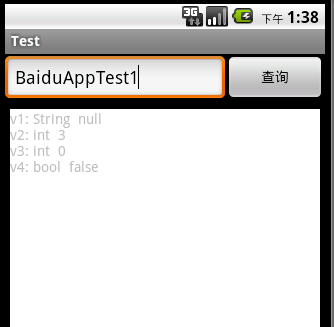 3G 下午 1:38
Test
BaiduAppTest1 查询
v1: String  null
v2: int  3
v3: int  0
v4: bool  false